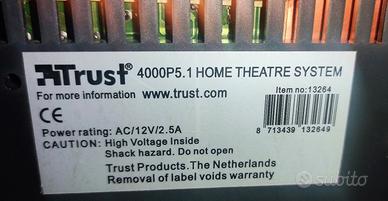 Trust® 4000P5.1 HOME THEATRE SYSTEM
For more information www.trust.com
Item no: 13264
CE
Power rating: AC/12V/2.5A
8 713439 132649
CAUTION: High Voltage Inside
Shack hazard. Do not open
Trust Products.The Netherlands
Removal of label voids warranty
subito